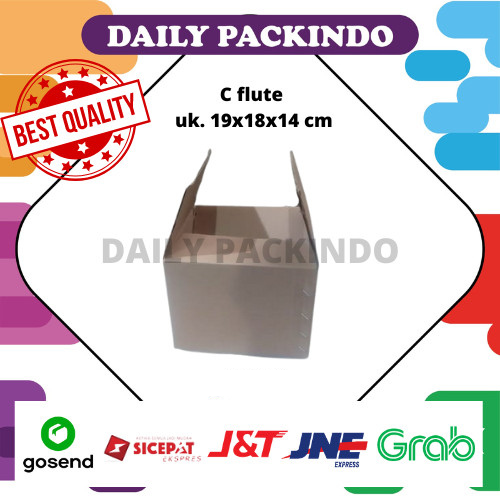 DAILY PACKINDO
BEST QUALITY
C flute
uk. 19x18x14 cm
DAILY PACKINDO
gosend
SICEPAT
EKSPRES
J&T
JNE
EXPRESS
Grab